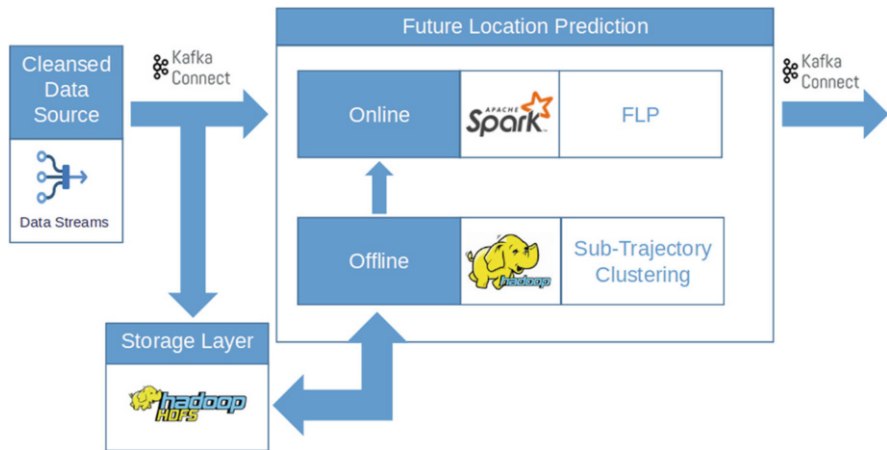 Future Location Prediction
Cleansed
Data
Source
Data Streams
Kafka
Connect
Online
APACHE
Spark
TM
FLP
Offline
hadoop
Sub-Trajectory
Clustering
Kafka
Connect
Storage Layer
hadoop
HDFS